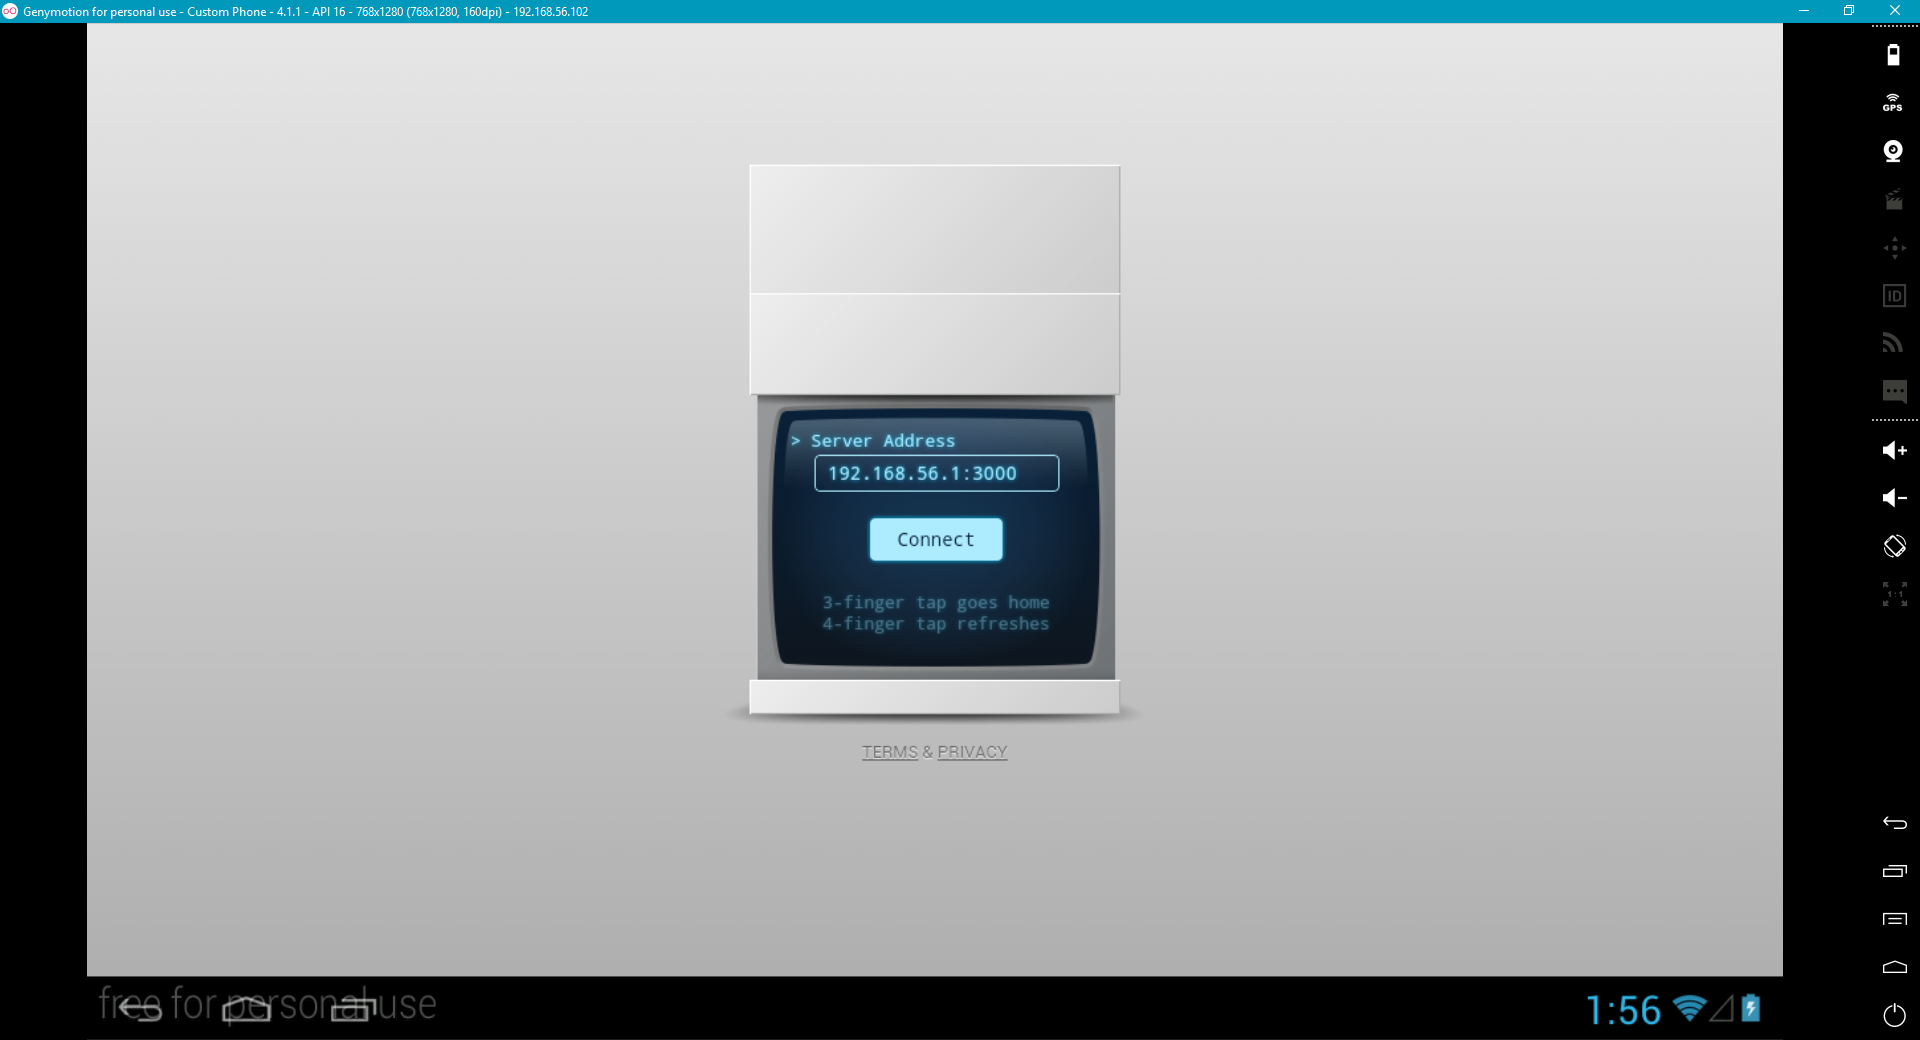 Genymotion for personal use - Custom Phone - 4.1.1 - API 16 - 768x1280 (768x1280, 160dpi) - 192.168.56.102
GPS
ID
> Server Address
192.168.56.1:3000
Connect
3-finger tap goes home
4-finger tap refreshes
1:1
TERMS & PRIVACY
free for personal use
1:56